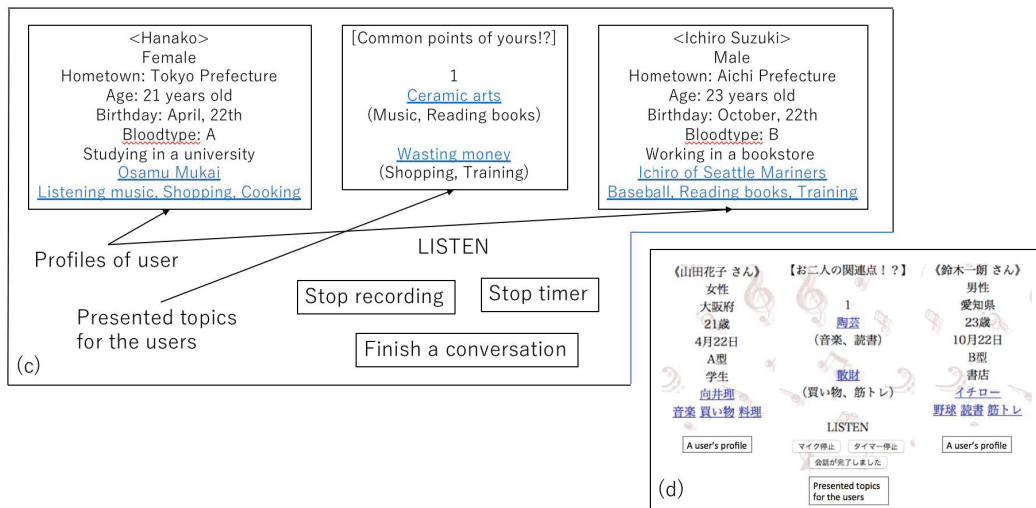 <Hanako>
Female
Hometown: Tokyo Prefecture
Age: 21 years old
Birthday: April, 22th
Bloodtype: A
Studying in a university
Osamu Mukai
Listening music, Shopping, Cooking
[Common points of yours!?]
1
Ceramic arts
(Music, Reading books)
Wasting money
(Shopping, Training)
<Ichiro Suzuki>
Male
Hometown: Aichi Prefecture
Age: 23 years old
Birthday: October, 22th
Bloodtype: B
Working in a bookstore
Ichiro of Seattle Mariners
Baseball, Reading books, Training
Profiles of user
Presented topics
for the users
LISTEN
Stop recording
Stop timer
Finish a conversation
(c)
《山田花子 さん》
女性
大阪府
21歳
4月22日
A型
学生
向井理
音楽 買い物 料理
A user's profile
【お二人の関連点！？】
1
陶芸
（音楽、読書）
散財
（買い物、筋トレ）
LISTEN
マイク停止
タイマー停止
会話が完了しました
Presented topics
for the users
《鈴木一朗 さん》
男性
愛知県
23歳
10月22日
B型
書店
イチロー
野球 読書 筋トレ
A user's profile
(d)